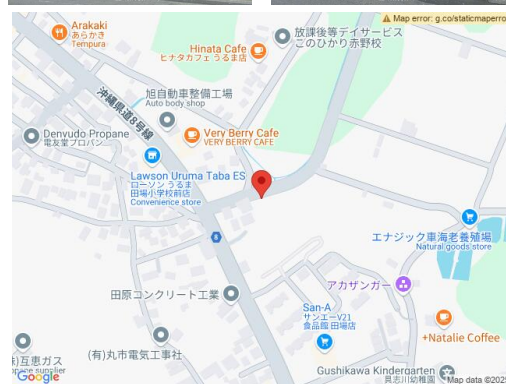 Map error: g.co/staticmaperro
Arakaki
あらかき
Tempura
Hinata Cafe
ヒナタカフェ うるま店
放課後等デイサービス
このひかり赤野校
旭自動車整備工場
Auto body shop
沖縄県道8号線
Denvudo Propane
電友堂プロパン
Very Berry Cafe
VERY BERRY CAFE
Lawson Uruma Taba ES
ローソン うるま
田場小学校前店
Convenience store
エナジック車海老養殖場
Natural goods store
アカザンガー
田原コンクリート工業
San-A
サンエーV21
食品館 田場店
+Natalie Coffee
(有)丸市電気工事社
)互恵ガス
pane supplier
Gushikawa Kindergarten
具志川幼稚園
Google
Map data ©202